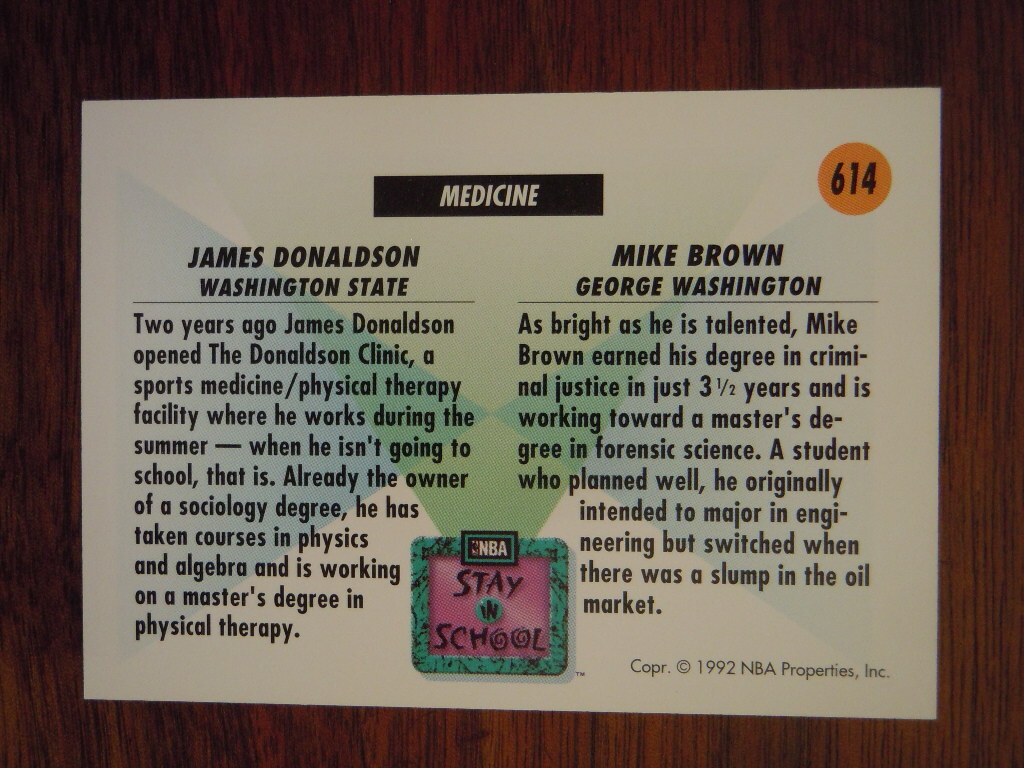 614
MEDICINE
JAMES DONALDSON
WASHINGTON STATE
Two years ago James Donaldson
opened The Donaldson Clinic, a
sports medicine/physical therapy
facility where he works during the
summer — when he isn't going to
school, that is. Already the owner
of a sociology degree, he has
taken courses in physics
and algebra and is working
on a master's degree in
physical therapy.
MIKE BROWN
GEORGE WASHINGTON
As bright as he is talented, Mike
Brown earned his degree in crimi-
nal justice in just 3 1/2 years and is
working toward a master's de-
gree in forensic science. A student
who planned well, he originally
intended to major in engi-
neering but switched when
there was a slump in the oil
market.
NBA
STAY
IN
SCHOOL
™
Copr. © 1992 NBA Properties, Inc.